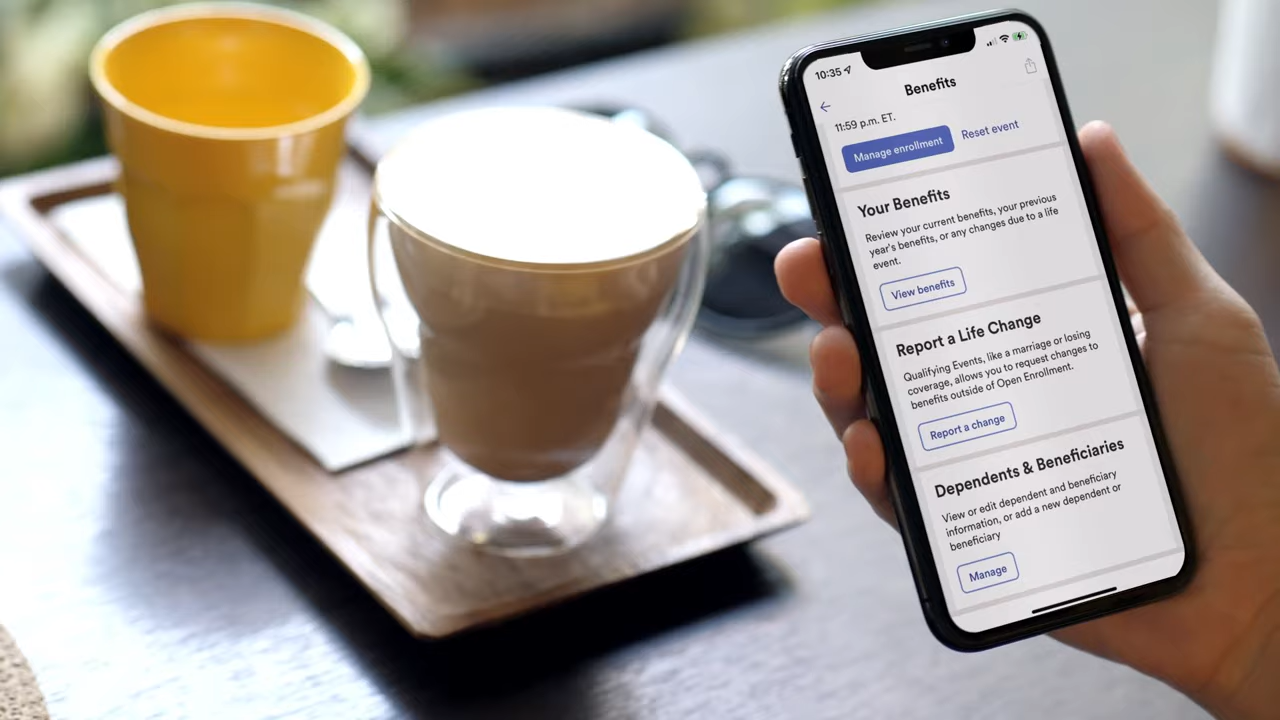 10:35
Benefits
11:59 p.m. ET.
Manage enrollment Reset event
Your Benefits
Review your current benefits, your previous
year's benefits, or any changes due to a life
event.
View benefits
Report a Life Change
Qualifying Events, like a marriage or losing
coverage, allows you to request changes to
benefits outside of Open Enrollment.
Report a change
Dependents & Beneficiaries
View or edit dependent and beneficiary
information, or add a new dependent or
beneficiary
Manage